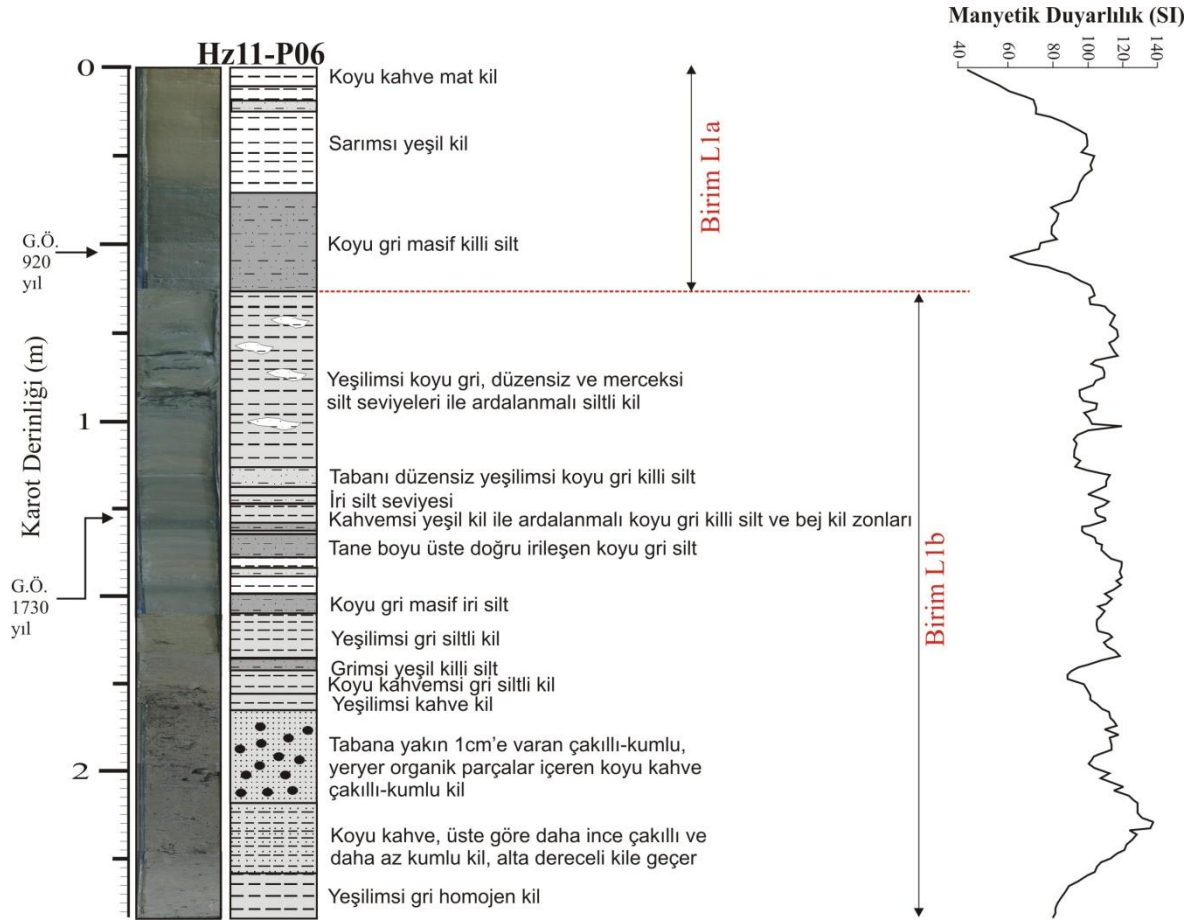 Hz11-P06
Manyetik Duyarlılık (SI)
40 60 80 100 120 140
0
1
2
Karot Derinliği (m)
G.Ö.
920
yıl
G.Ö.
1730
yıl
Koyu kahve mat kil
Sarımsı yeşil kil
Koyu gri masif killi silt
Yeşilimsi koyu gri, düzensiz ve merceksi
silt seviyeleri ile ardalanmalı siltli kil
Tabanı düzensiz yeşilimsi koyu gri killi silt
İri silt seviyesi
Kahvemsi yeşil kil ile ardalanmalı koyu gri killi silt ve bej kil zonları
Tane boyu üste doğru irileşen koyu gri silt
Koyu gri masif iri silt
Yeşilimsi gri siltli kil
Grimsi yeşil killi silt
Koyu kahvemsi gri siltli kil
Yeşilimsi kahve kil
Tabana yakın 1cm'e varan çakıllı-kumlu,
yeryer organik parçalar içeren koyu kahve
çakıllı-kumlu kil
Koyu kahve, üste göre daha ince çakıllı ve
daha az kumlu kil, alta dereceli kile geçer
Yeşilimsi gri homojen kil
Birim L1a
Birim L1b